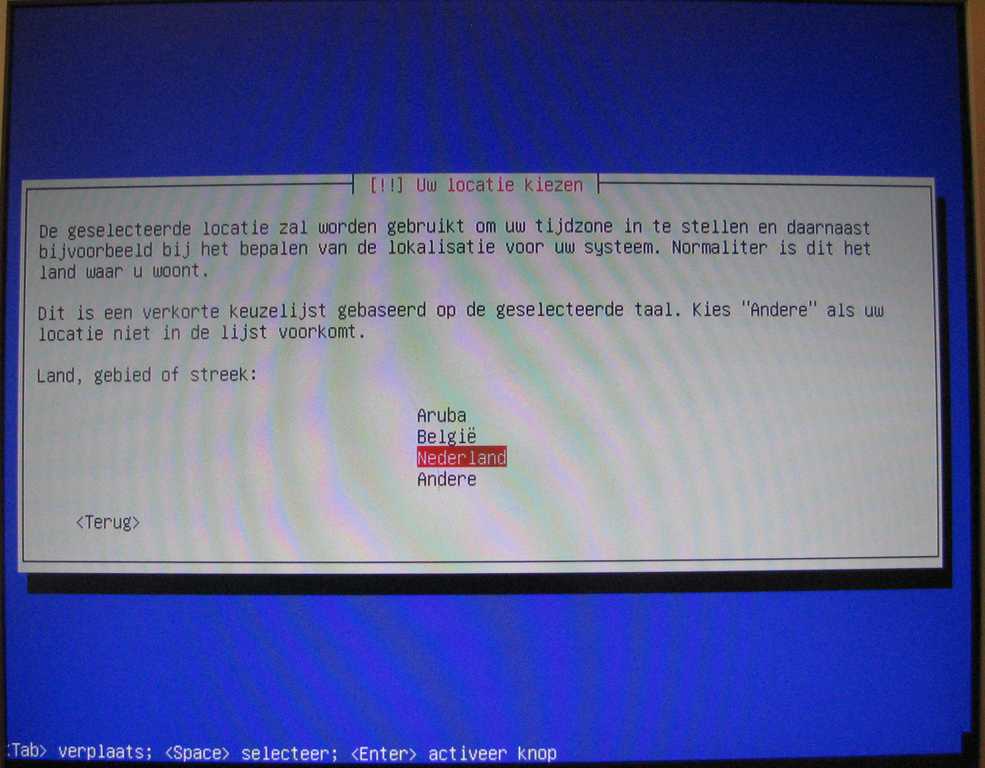 [!!] Uw locatie kiezen
De geselecteerde locatie zal worden gebruikt om uw tijdzone in te stellen en daarnaast
bijvoorbeeld bij het bepalen van de lokalisatie voor uw systeem. Normaliter is dit het
land waar u woont.
Dit is een verkorte keuzelijst gebaseerd op de geselecteerde taal. Kies "Andere" als uw
locatie niet in de lijst voorkomt.
Land, gebied of streek:
Aruba
België
Nederland
Andere
<Terug>
<Tab> verplaats; <Space> selecteer; <Enter> activeer knop